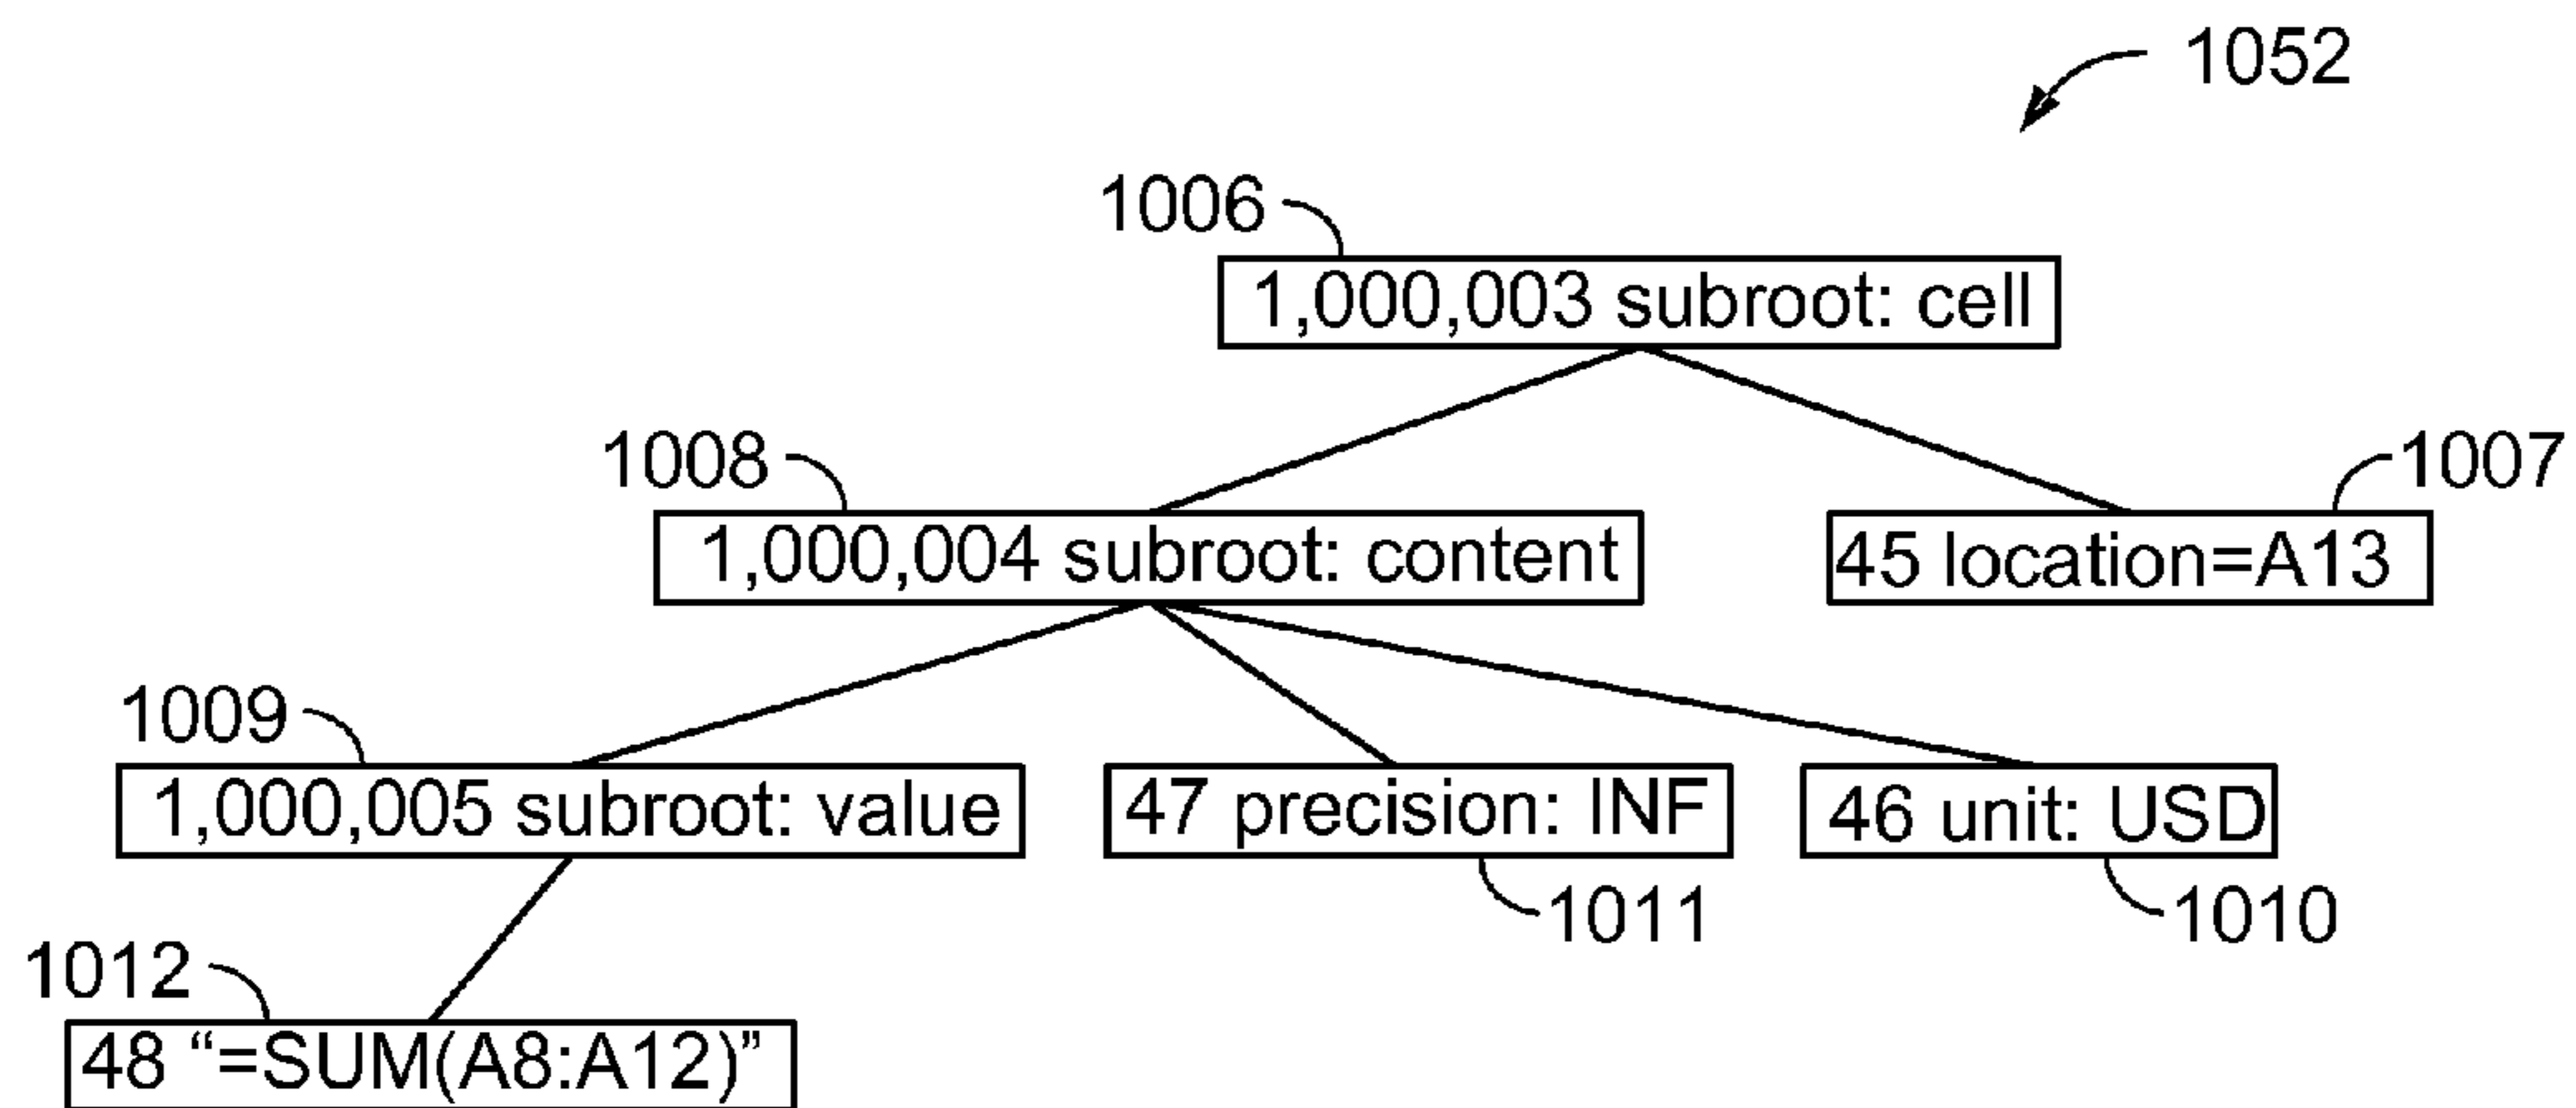 1052
1006
1,000,003 subroot: cell
1008
1007
1,000,004 subroot: content
45 location=A13
1009
1,000,005 subroot: value
47 precision: INF
46 unit: USD
1011
1010
1012
48 “=SUM(A8:A12)”